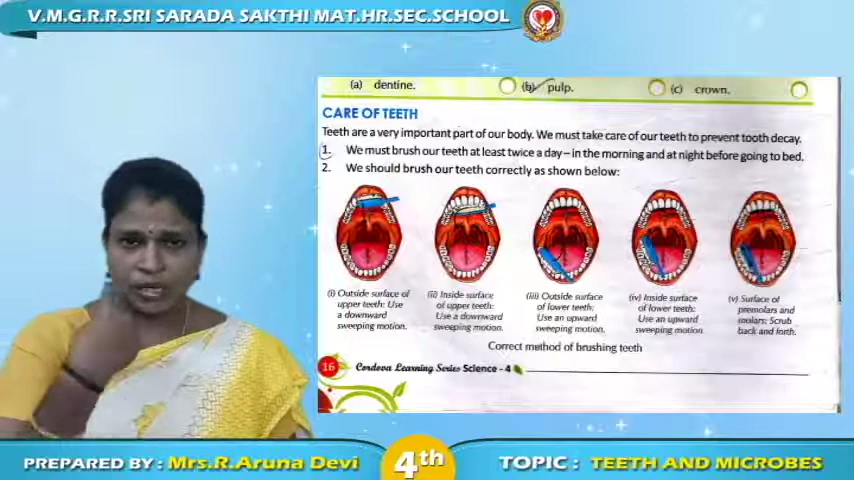 V.M.G.R.R.SRI SARADA SAKTHI MAT.HR.SEC.SCHOOL
(a) dentine. (b) pulp. (c) crown.
CARE OF TEETH
Teeth are a very important part of our body. We must take care of our teeth to prevent tooth decay.
1. We must brush our teeth at least twice a day – in the morning and at night before going to bed.
2. We should brush our teeth correctly as shown below:
(i) Outside surface of
upper teeth: Use
a downward
sweeping motion.
(ii) Inside surface
of upper teeth:
Use a downward
sweeping motion.
(iii) Outside surface
of lower teeth:
Use an upward
sweeping motion.
(iv) Inside surface
of lower teeth:
Use an upward
sweeping motion
(v) Surface of
premolars and
molars: Scrub
back and forth.
Correct method of brushing teeth
16 Cordova Learning Series Science - 4
PREPARED BY : Mrs.R.Aruna Devi
4th
TOPIC : TEETH AND MICROBES